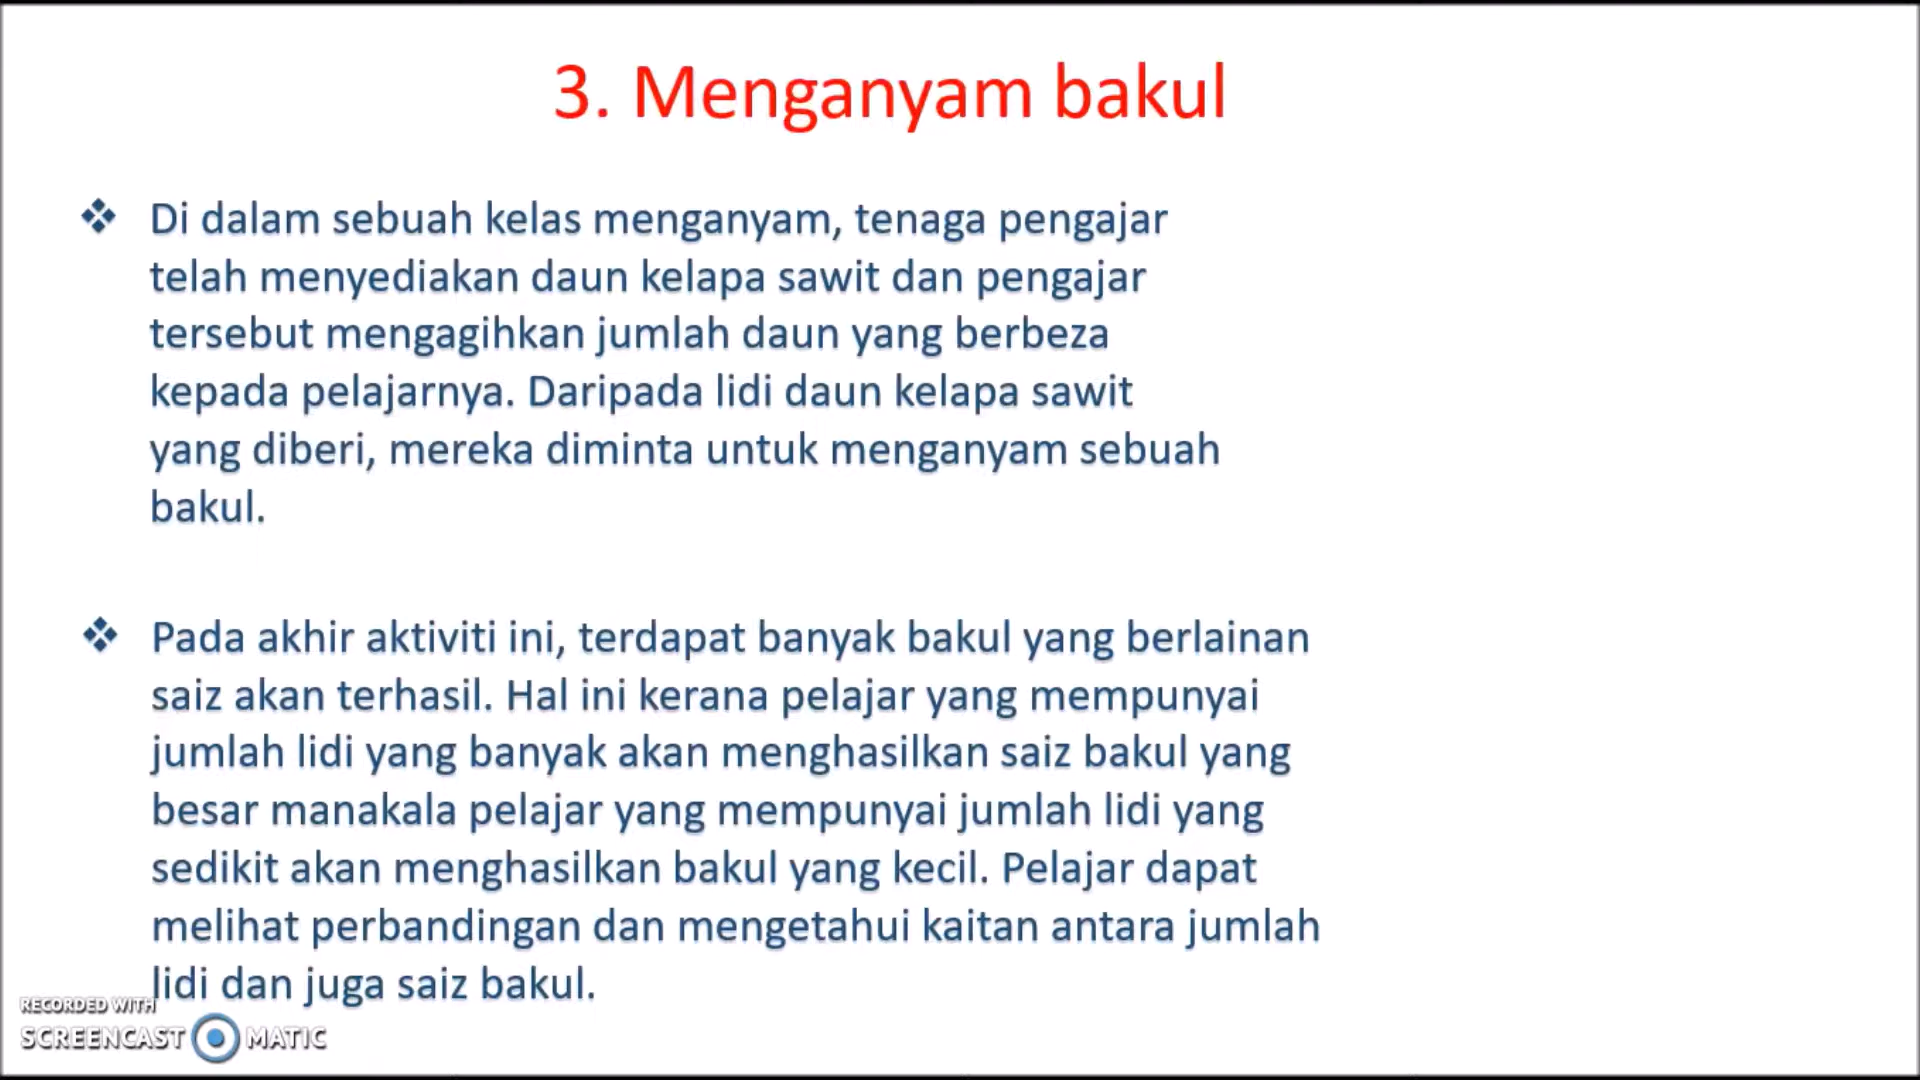 3. Menganyam bakul
❖ Di dalam sebuah kelas menganyam, tenaga pengajar
telah menyediakan daun kelapa sawit dan pengajar
tersebut mengagihkan jumlah daun yang berbeza
kepada pelajarnya. Daripada lidi daun kelapa sawit
yang diberi, mereka diminta untuk menganyam sebuah
bakul.
❖ Pada akhir aktiviti ini, terdapat banyak bakul yang berlainan
saiz akan terhasil. Hal ini kerana pelajar yang mempunyai
jumlah lidi yang banyak akan menghasilkan saiz bakul yang
besar manakala pelajar yang mempunyai jumlah lidi yang
sedikit akan menghasilkan bakul yang kecil. Pelajar dapat
melihat perbandingan dan mengetahui kaitan antara jumlah
lidi dan juga saiz bakul.
RECORDED WITH
SCREENCAST MATIC